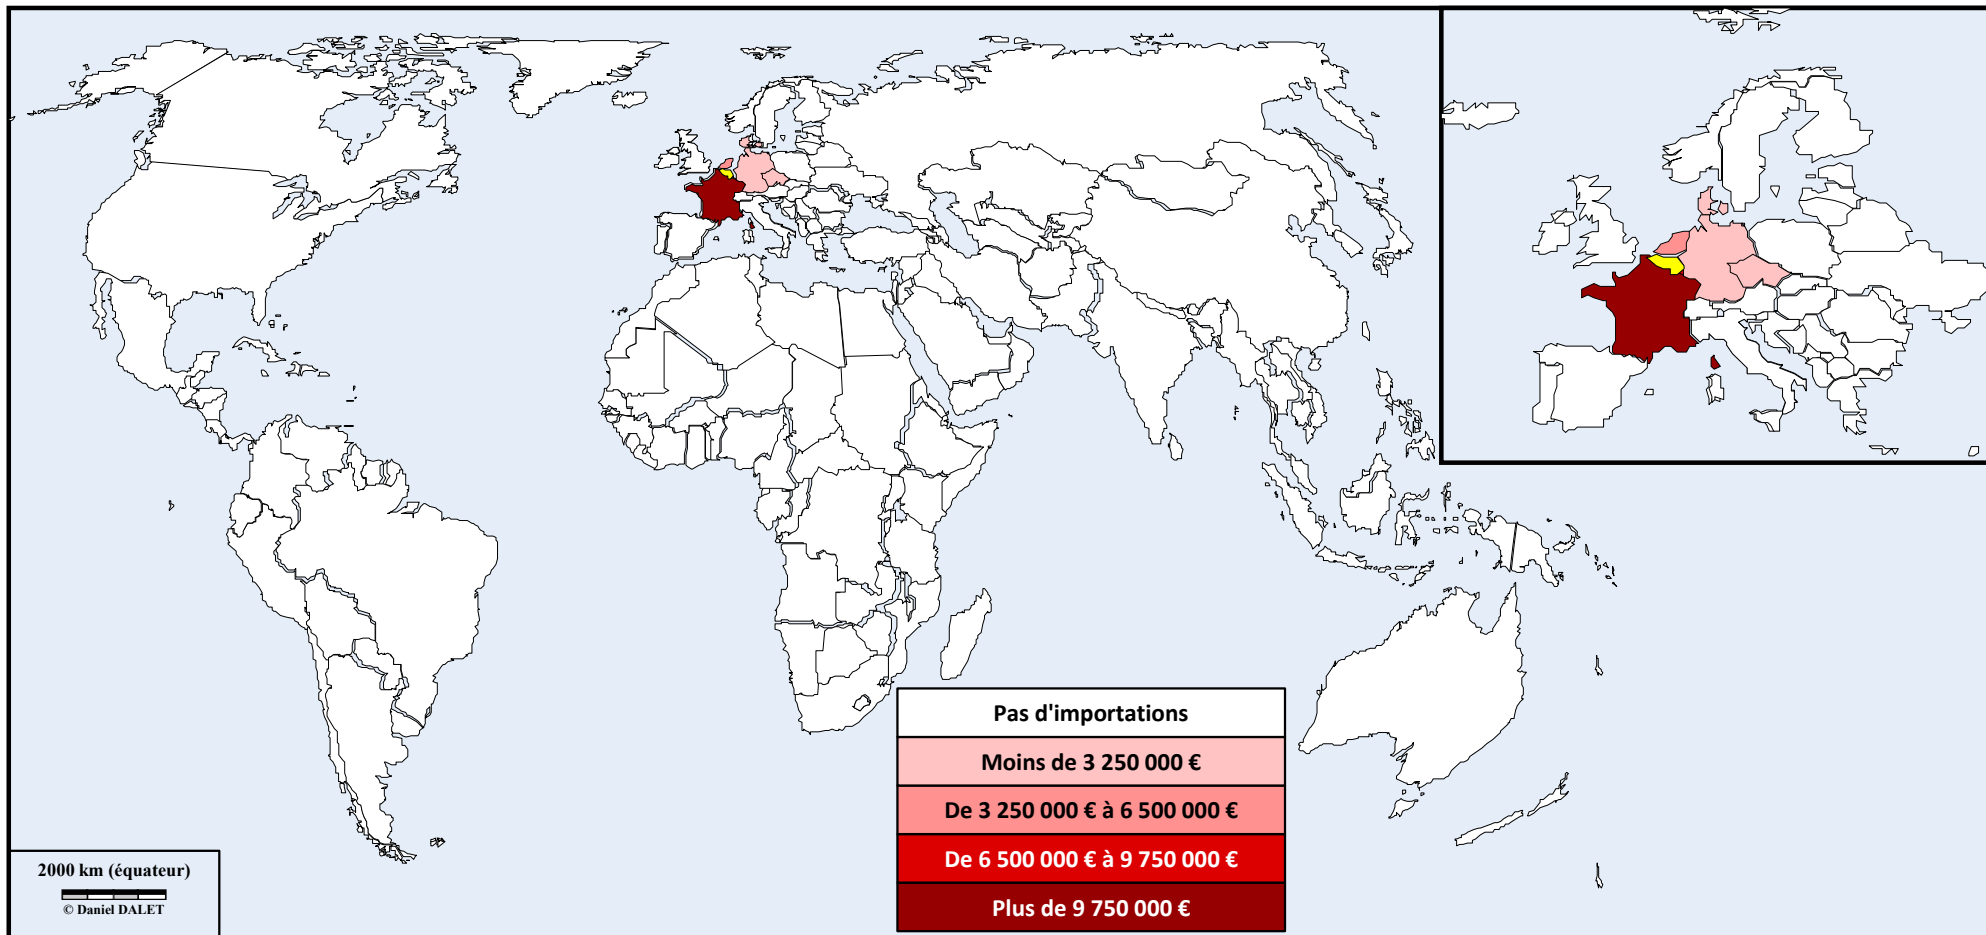 Pas d'importations
Moins de 3 250 000 €
De 3 250 000 € à 6 500 000 €
De 6 500 000 € à 9 750 000 €
Plus de 9 750 000 €
2000 km (équateur)
© Daniel DALET